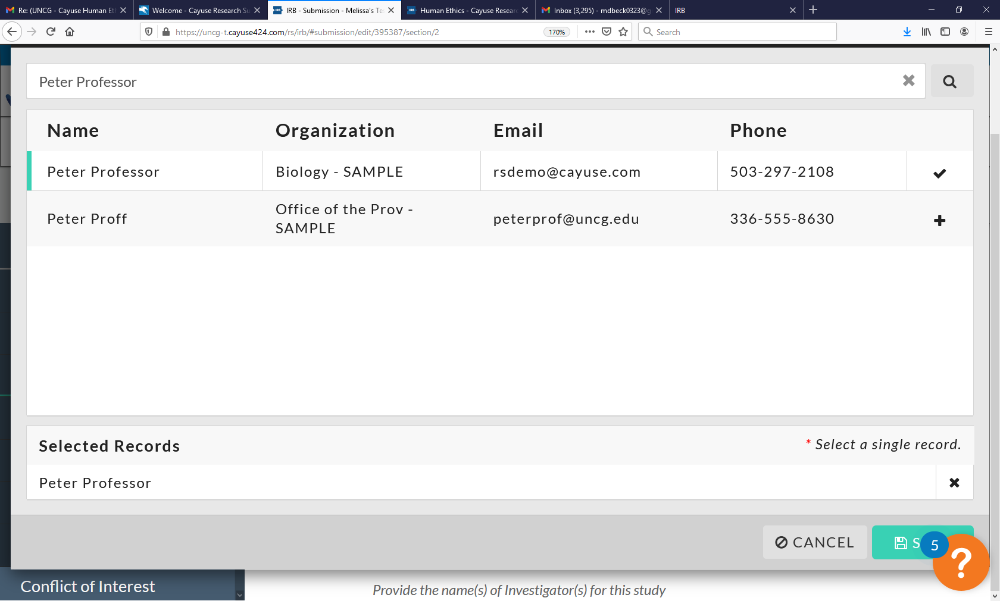 Re: (UNCG - Cayuse Human Et
Welcome - Cayuse Research Su
IRB - Submission - Melissa's Te
Human Ethics - Cayuse Resear
Inbox (3,295) - mdbeck0323@g
IRB
https://uncg-t.cayuse424.com/rs/irb/#submission/edit/395387/section/2
170%
Search
Peter Professor
Name Organization Email Phone
Peter Professor Biology - SAMPLE rsdemo@cayuse.com 503-297-2108
Peter Proff Office of the Prov - SAMPLE peterprof@uncg.edu 336-555-8630
Selected Records
* Select a single record.
Peter Professor
CANCEL
S
5
?
Conflict of Interest
Provide the name(s) of Investigator(s) for this study